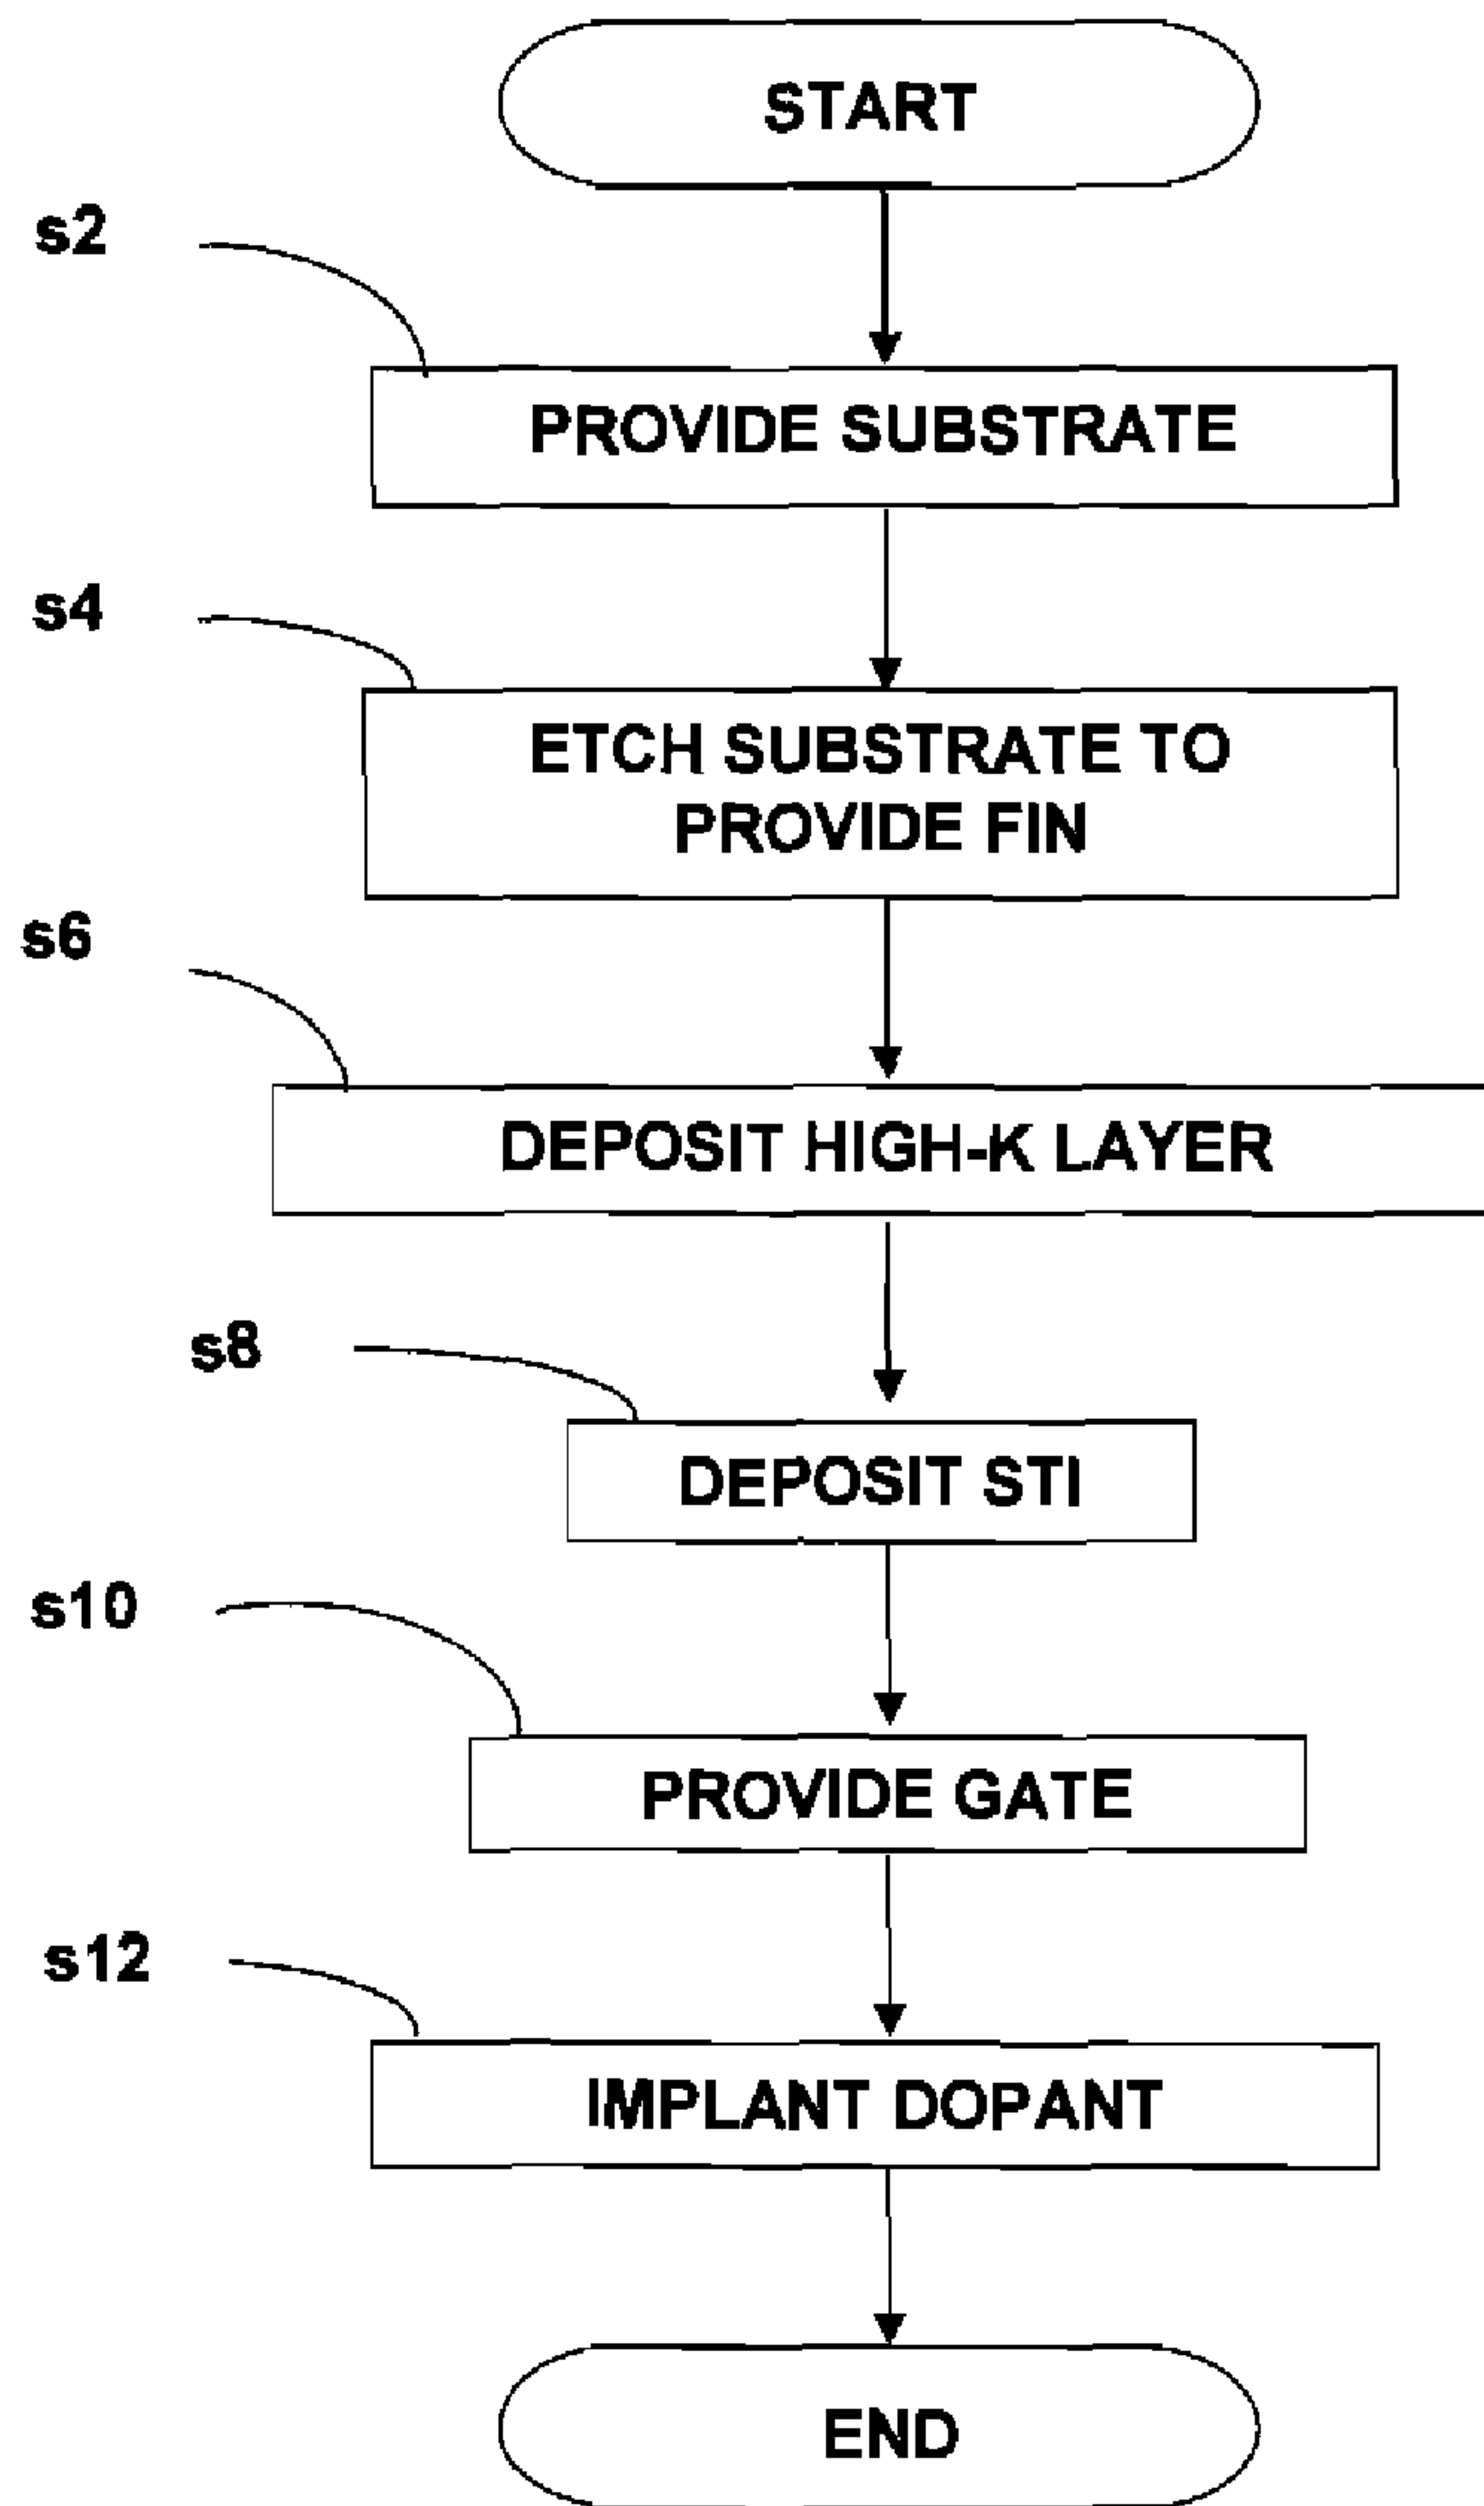 START
s2
PROVIDE SUBSTRATE
s4
ETCH SUBSTRATE TO
PROVIDE FIN
s6
DEPOSIT HIGH-K LAYER
s8
DEPOSIT STI
s10
PROVIDE GATE
s12
IMPLANT DOPANT
END